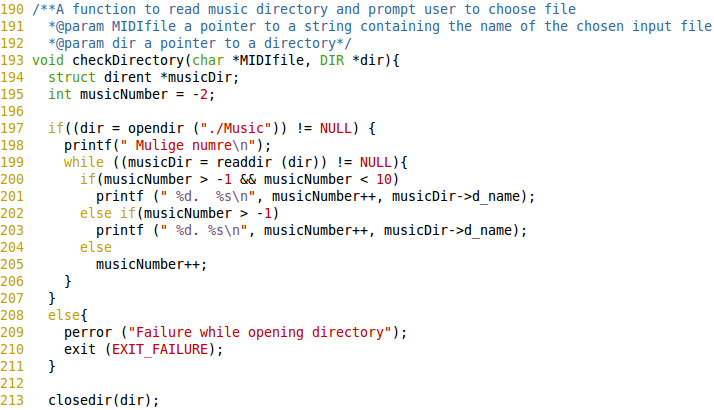 190 /**A function to read music directory and prompt user to choose file
191   *@param MIDIfile a pointer to a string containing the name of the chosen input file
192   *@param dir a pointer to a directory*/
193 void checkDirectory(char *MIDIfile, DIR *dir){
194   struct dirent *musicDir;
195   int musicNumber = -2;
196
197   if((dir = opendir ("./Music")) != NULL) {
198     printf(" Mulige numre\n");
199     while ((musicDir = readdir (dir)) != NULL){
200       if(musicNumber > -1 && musicNumber < 10)
201         printf (" %d.  %s\n", musicNumber++, musicDir->d_name);
202       else if(musicNumber > -1)
203         printf (" %d. %s\n", musicNumber++, musicDir->d_name);
204       else
205         musicNumber++;
206     }
207   }
208   else{
209     perror ("Failure while opening directory");
210     exit (EXIT_FAILURE);
211   }
212
213   closedir(dir);